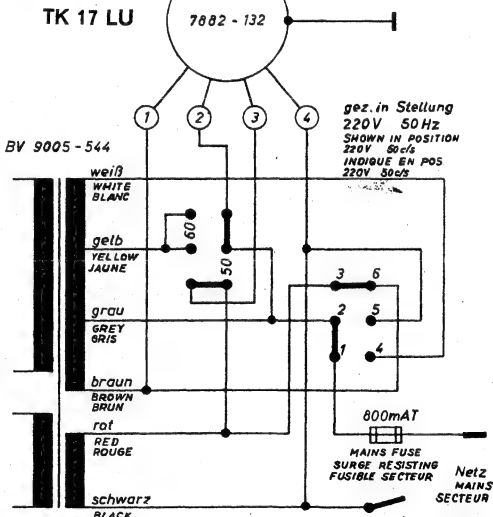 TK 17 LU
7882 - 132
1
2
3
4
gez. in Stellung
220V 50 Hz
SHOWN IN POSITION
220V 50c/s
INDIQUE EN POS
220V 50c/s
BV 9005 - 544
weiß
WHITE
BLANC
60
50
gelb
YELLOW
JAUNE
3 6
2 5
1 4
grau
GREY
GRIS
braun
BROWN
BRUN
rot
RED
ROUGE
800mAT
MAINS FUSE
SURGE RESISTING
FUSIBLE SECTEUR
Netz
MAINS
SECTEUR
schwarz
BLACK